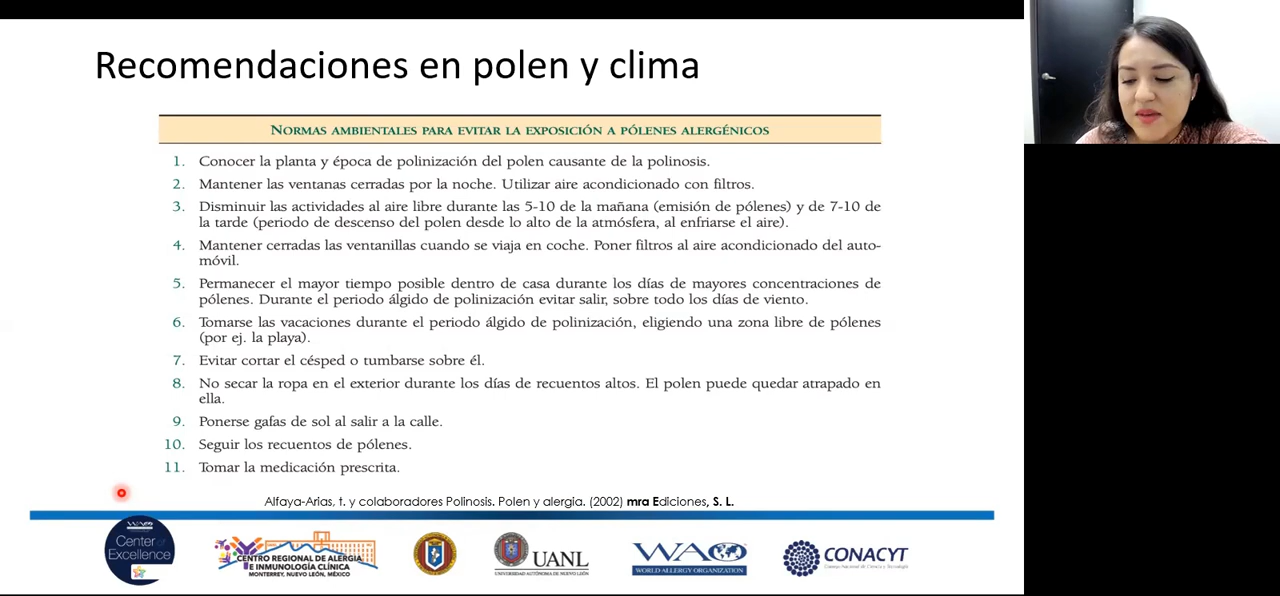 Recomendaciones en polen y clima
NORMAS AMBIENTALES PARA EVITAR LA EXPOSICIÓN A PÓLENES ALERGÉNICOS
1. Conocer la planta y época de polinización del polen causante de la polinosis.
2. Mantener las ventanas cerradas por la noche. Utilizar aire acondicionado con filtros.
3. Disminuir las actividades al aire libre durante las 5-10 de la mañana (emisión de pólenes) y de 7-10 de
la tarde (periodo de descenso del polen desde lo alto de la atmósfera, al enfriarse el aire).
4. Mantener cerradas las ventanillas cuando se viaja en coche. Poner filtros al aire acondicionado del auto-
móvil.
5. Permanecer el mayor tiempo posible dentro de casa durante los días de mayores concentraciones de
pólenes. Durante el periodo álgido de polinización evitar salir, sobre todo los días de viento.
6. Tomarse las vacaciones durante el periodo álgido de polinización, eligiendo una zona libre de pólenes
(por ej. la playa).
7. Evitar cortar el césped o tumbarse sobre él.
8. No secar la ropa en el exterior durante los días de recuentos altos. El polen puede quedar atrapado en
ella.
9. Ponerse gafas de sol al salir a la calle.
10. Seguir los recuentos de pólenes.
11. Tomar la medicación prescrita.
Alfaya-Arias, t. y colaboradores Polinosis. Polen y alergia. (2002) mra Ediciones, S. L.
WAO
Center of
Excellence
CENTRO REGIONAL DE ALERGIA
E INMUNOLOGÍA CLÍNICA
MONTERREY, NUEVO LEÓN, MÉXICO
UANL
UNIVERSIDAD AUTÓNOMA DE NUEVO LEÓN
WAO
WORLD ALLERGY ORGANIZATION
CONACYT
Consejo Nacional de Ciencia y Tecnología